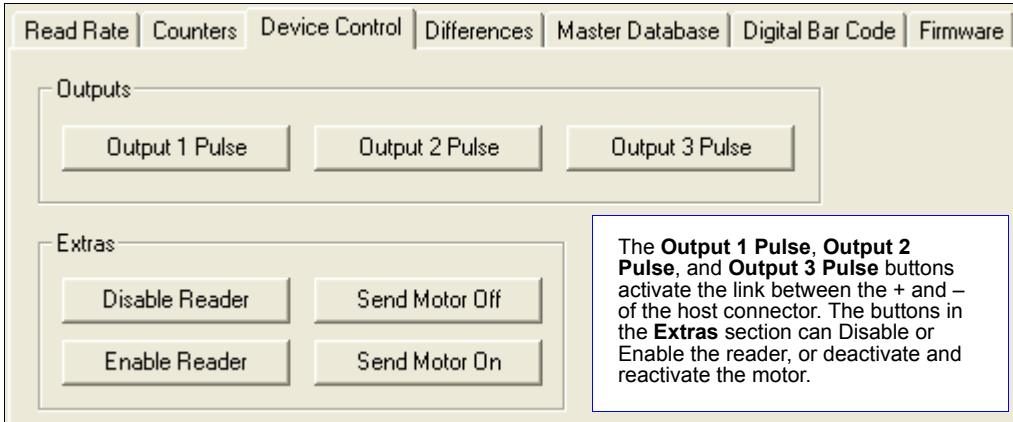 Read Rate Counters Device Control Differences Master Database Digital Bar Code Firmware
Outputs
Output 1 Pulse Output 2 Pulse Output 3 Pulse
Extras
Disable Reader Send Motor Off
Enable Reader Send Motor On
The Output 1 Pulse, Output 2
Pulse, and Output 3 Pulse buttons
activate the link between the + and –
of the host connector. The buttons in
the Extras section can Disable or
Enable the reader, or deactivate and
reactivate the motor.